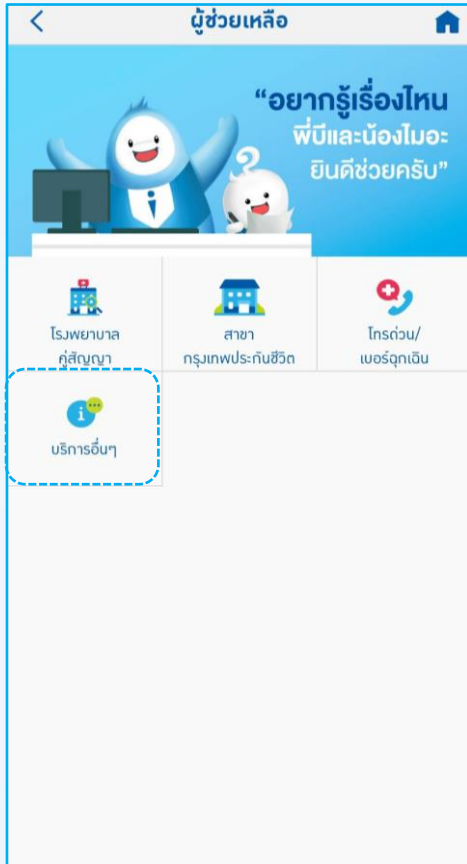 ผู้ช่วยเหลือ
“อยากรู้เรื่องไหน
พี่บีและน้องไมอะ
ยินดีช่วยครับ”
โรงพยาบาล
คู่สัญญา
สาขา
กรุงเทพประกันชีวิต
โทรด่วน/
เบอร์ฉุกเฉิน
บริการอื่นๆ